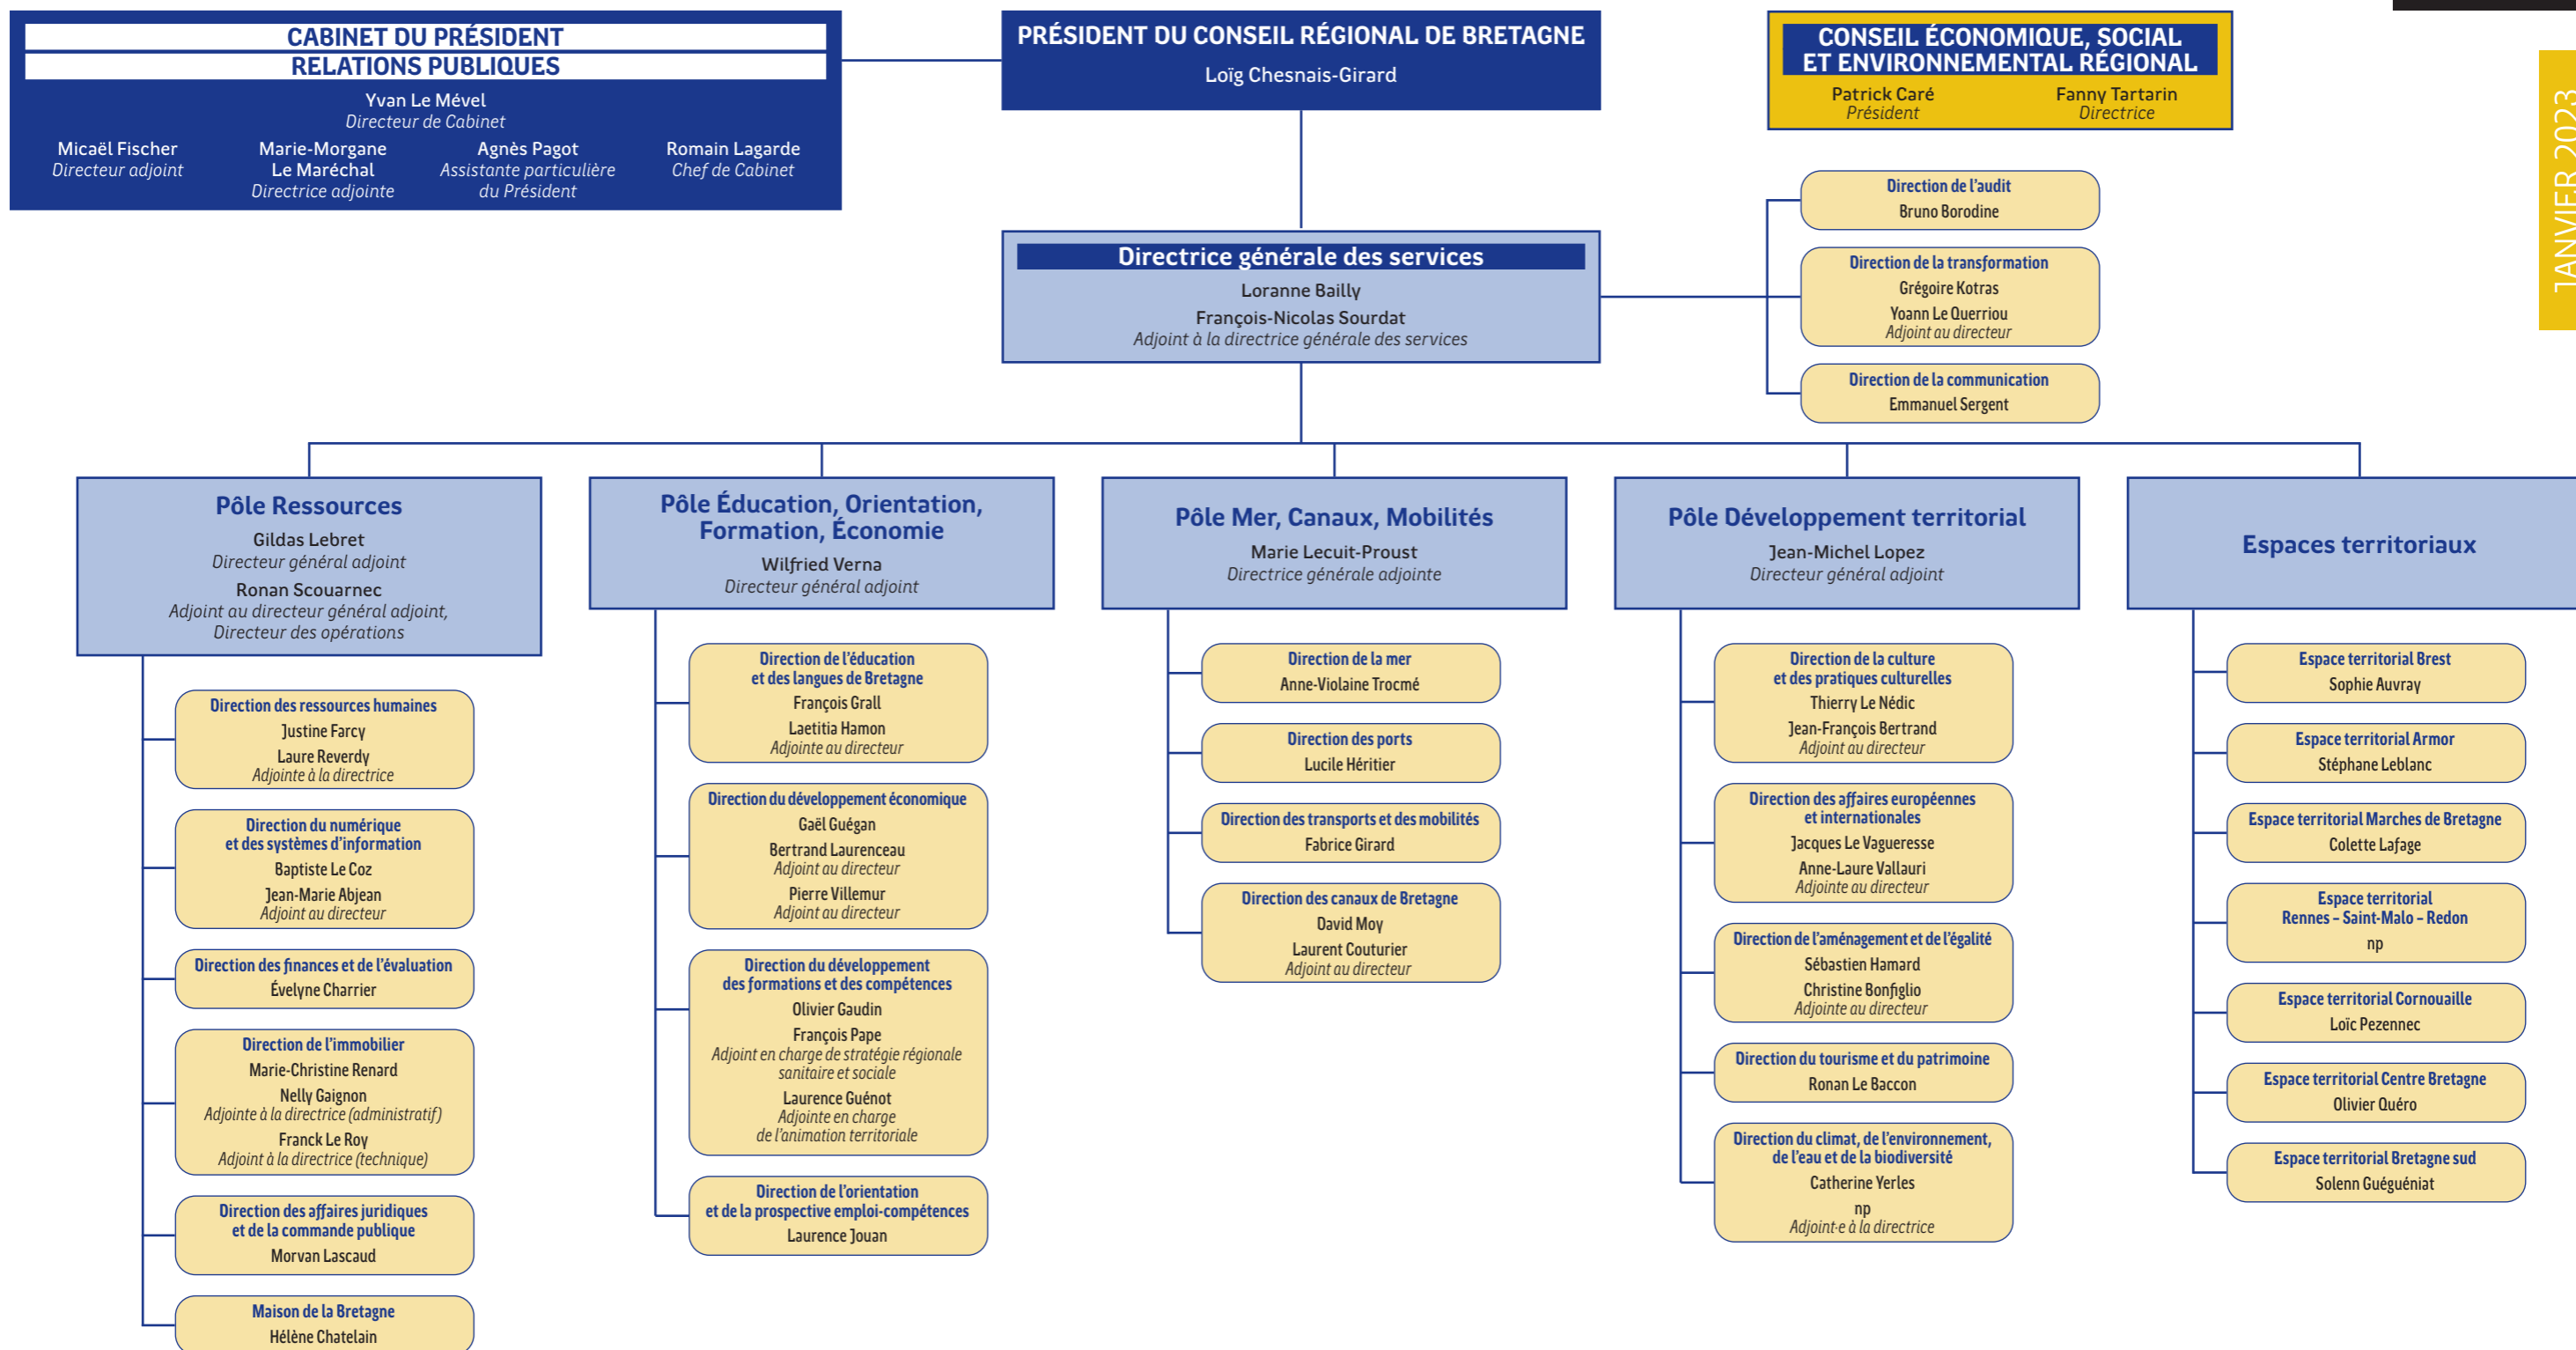 CABINET DU PRÉSIDENT
RELATIONS PUBLIQUES
Yvan Le Mével
Directeur de Cabinet
Micaël Fischer
Directeur adjoint
Marie-Morgane
Le Maréchal
Directrice adjointe
Agnès Pagot
Assistante particulière
du Président
Romain Lagarde
Chef de Cabinet
PRÉSIDENT DU CONSEIL RÉGIONAL DE BRETAGNE
Loïg Chesnais-Girard
CONSEIL ÉCONOMIQUE, SOCIAL
ET ENVIRONNEMENTAL RÉGIONAL
Patrick Caré
Président
Fanny Tartarin
Directrice
JANVIER 2023
Directrice générale des services
Loranne Bailly
François-Nicolas Sourdat
Adjoint à la directrice générale des services
Direction de l'audit
Bruno Borodine
Direction de la transformation
Grégoire Kotras
Yoann Le Querriou
Adjoint au directeur
Direction de la communication
Emmanuel Sergent
Pôle Ressources
Gildas Lebret
Directeur général adjoint
Ronan Scouarnec
Adjoint au directeur général adjoint,
Directeur des opérations
Direction des ressources humaines
Justine Farcy
Laure Reverdy
Adjointe à la directrice
Direction du numérique
et des systèmes d'information
Baptiste Le Coz
Jean-Marie Abjean
Adjoint au directeur
Direction des finances et de l'évaluation
Évelyne Charrier
Direction de l'immobilier
Marie-Christine Renard
Nelly Gaignon
Adjointe à la directrice (administratif)
Franck Le Roy
Adjoint à la directrice (technique)
Direction des affaires juridiques
et de la commande publique
Morvan Lascaud
Maison de la Bretagne
Hélène Chatelain
Pôle Éducation, Orientation,
Formation, Économie
Wilfried Verna
Directeur général adjoint
Direction de l'éducation
et des langues de Bretagne
François Grall
Laetitia Hamon
Adjointe au directeur
Direction du développement économique
Gaël Guégan
Bertrand Laurenceau
Adjoint au directeur
Pierre Villemur
Adjoint au directeur
Direction du développement
des formations et des compétences
Olivier Gaudin
François Pape
Adjoint en charge de stratégie régionale
sanitaire et sociale
Laurence Guénot
Adjointe en charge
de l'animation territoriale
Direction de l'orientation
et de la prospective emploi-compétences
Laurence Jouan
Pôle Mer, Canaux, Mobilités
Marie Lecuit-Proust
Directrice générale adjointe
Direction de la mer
Anne-Violaine Trocmé
Direction des ports
Lucile Héritier
Direction des transports et des mobilités
Fabrice Girard
Direction des canaux de Bretagne
David Moy
Laurent Couturier
Adjoint au directeur
Pôle Développement territorial
Jean-Michel Lopez
Directeur général adjoint
Direction de la culture
et des pratiques culturelles
Thierry Le Nédic
Jean-François Bertrand
Adjoint au directeur
Direction des affaires européennes
et internationales
Jacques Le Vagueresse
Anne-Laure Vallauri
Adjointe au directeur
Direction de l'aménagement et de l'égalité
Sébastien Hamard
Christine Bonfiglio
Adjointe au directeur
Direction du tourisme et du patrimoine
Ronan Le Baccon
Direction du climat, de l'environnement,
de l'eau et de la biodiversité
Catherine Yerles
np
Adjoint·e à la directrice
Espaces territoriaux
Espace territorial Brest
Sophie Auvray
Espace territorial Armor
Stéphane Leblanc
Espace territorial Marches de Bretagne
Colette Lafage
Espace territorial
Rennes – Saint-Malo – Redon
np
Espace territorial Cornouaille
Loïc Pezennec
Espace territorial Centre Bretagne
Olivier Quéro
Espace territorial Bretagne sud
Solenn Guéguéniat